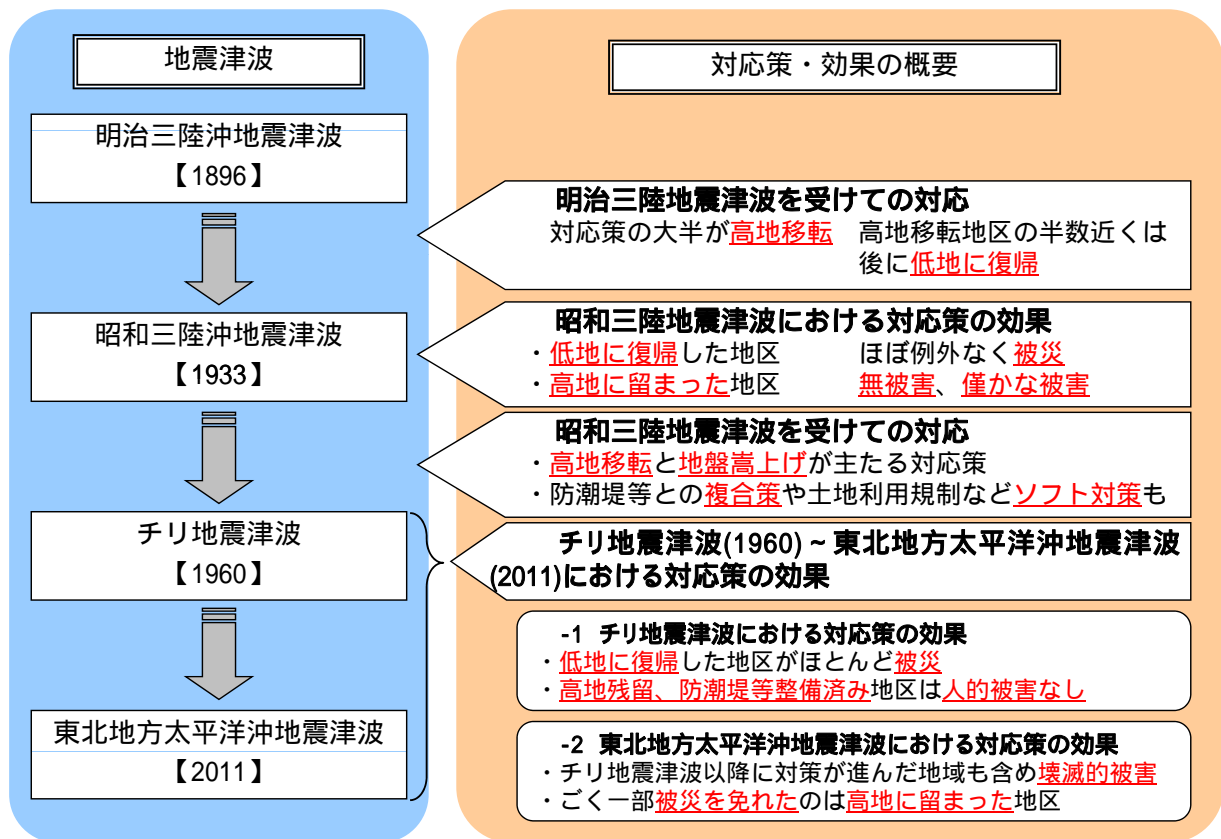 地震津波
明治三陸沖地震津波
【1896】
昭和三陸沖地震津波
【1933】
チリ地震津波
【1960】
東北地方太平洋沖地震津波
【2011】
対応策・効果の概要
明治三陸地震津波を受けての対応
対応策の大半が高地移転　高地移転地区の半数近くは
後に低地に復帰
昭和三陸地震津波における対応策の効果
・低地に復帰した地区　ほぼ例外なく被災
・高地に留まった地区　無被害、僅かな被害
昭和三陸地震津波を受けての対応
・高地移転と地盤嵩上げが主たる対応策
・防潮堤等との複合策や土地利用規制などソフト対策も
チリ地震津波(1960)~東北地方太平洋沖地震津波
(2011)における対応策の効果
-1 チリ地震津波における対応策の効果
・低地に復帰した地区がほとんど被災
・高地残留、防潮堤等整備済み地区は人的被害なし
-2 東北地方太平洋沖地震津波における対応策の効果
・チリ地震津波以降に対策が進んだ地域も含め壊滅的被害
・ごく一部被災を免れたのは高地に留まった地区